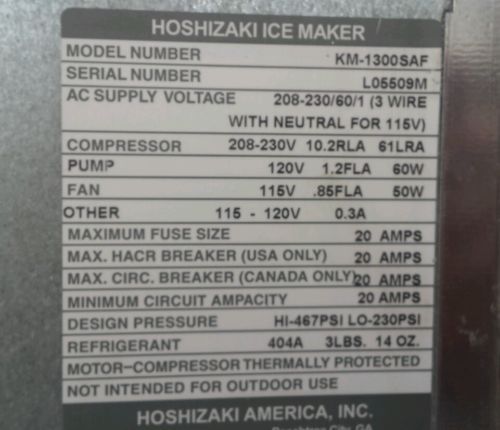 HOSHIZAKI ICE MAKER
MODEL NUMBER KM-1300SAF
SERIAL NUMBER L05509M
AC SUPPLY VOLTAGE 208-230/60/1 (3 WIRE
WITH NEUTRAL FOR 115V)
COMPRESSOR 208-230V 10.2RLA 61LRA
PUMP 120V 1.2FLA 60W
FAN 115V .85FLA 50W
OTHER 115 - 120V 0.3A
MAXIMUM FUSE SIZE 20 AMPS
MAX. HACR BREAKER (USA ONLY) 20 AMPS
MAX. CIRC. BREAKER (CANADA ONLY) 20 AMPS
MINIMUM CIRCUIT AMPACITY 20 AMPS
DESIGN PRESSURE HI-467PSI LO-230PSI
REFRIGERANT 404A 3LBS. 14 OZ.
MOTOR-COMPRESSOR THERMALLY PROTECTED
NOT INTENDED FOR OUTDOOR USE
HOSHIZAKI AMERICA, INC.
Peachtree City, GA